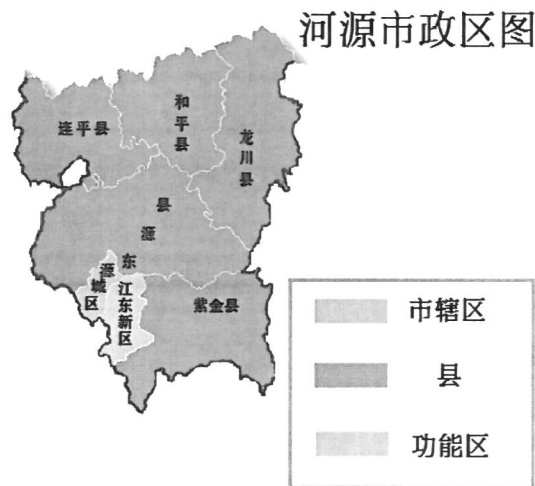 河源市政区图
和平县
连平县
龙川县
东源县
源城区
江东新区
紫金县
市辖区
县
功能区